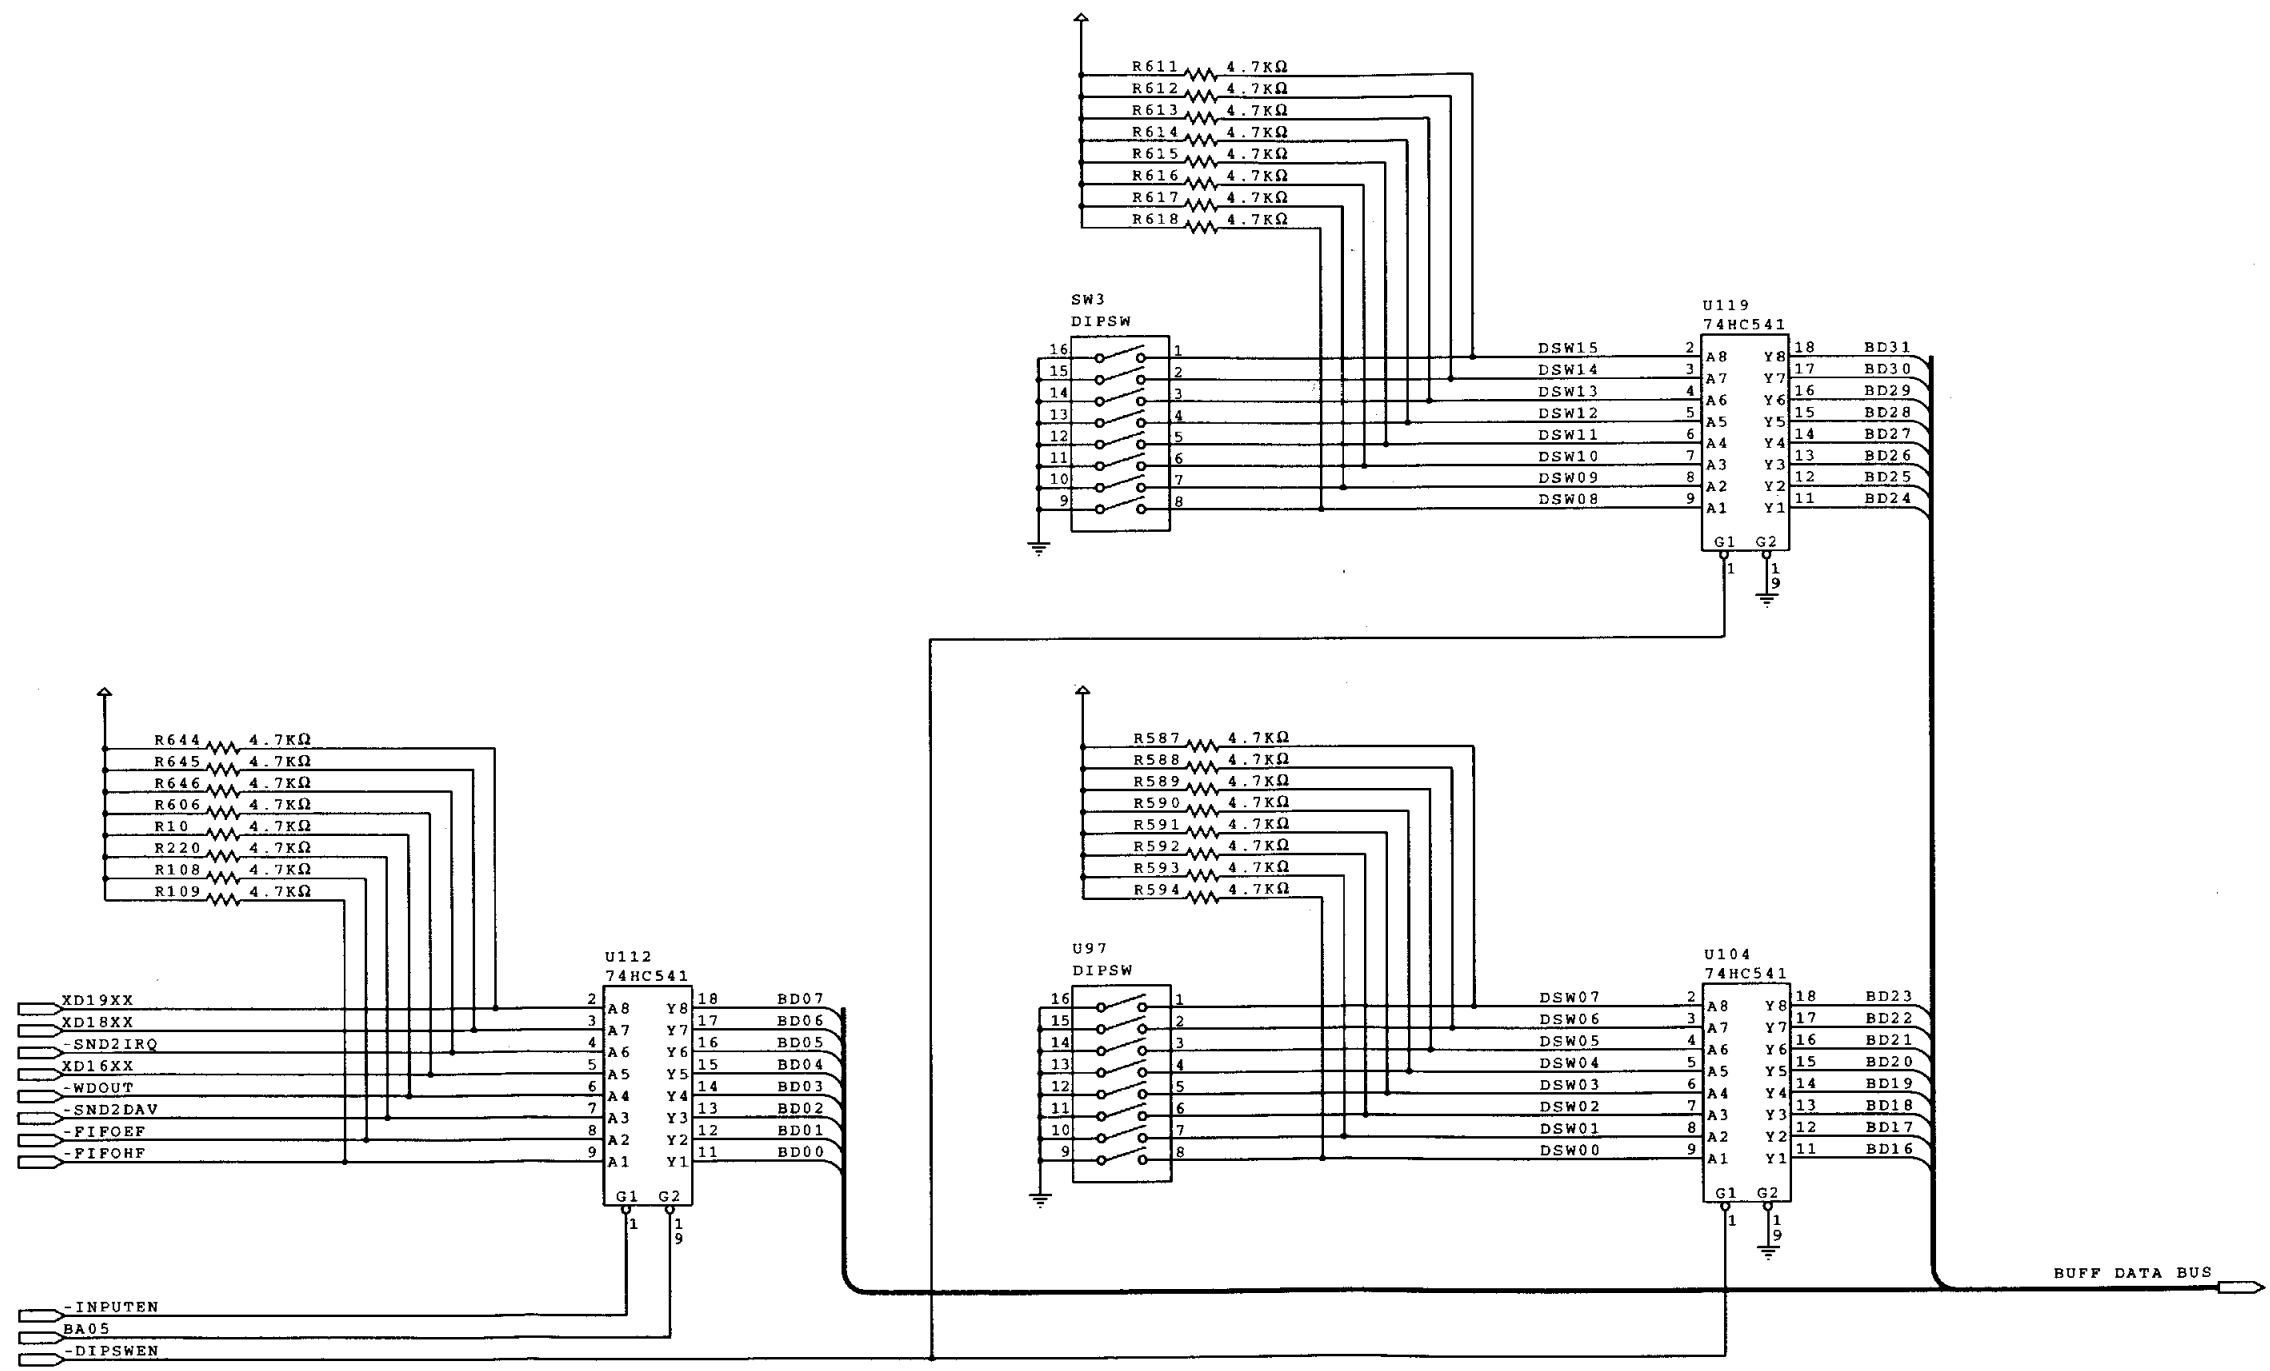 R611 4.7KΩ
R612 4.7KΩ
R613 4.7KΩ
R614 4.7KΩ
R615 4.7KΩ
R616 4.7KΩ
R617 4.7KΩ
R618 4.7KΩ
SW3
DIPSW
U119
74HC541
16 1 DSW15 2 A8 Y8 18 BD31
15 2 DSW14 3 A7 Y7 17 BD30
14 3 DSW13 4 A6 Y6 16 BD29
13 4 DSW12 5 A5 Y5 15 BD28
12 5 DSW11 6 A4 Y4 14 BD27
11 6 DSW10 7 A3 Y3 13 BD26
10 7 DSW09 8 A2 Y2 12 BD25
9 8 DSW08 9 A1 Y1 11 BD24
G1 G2
1 1
9
R644 4.7KΩ
R645 4.7KΩ
R646 4.7KΩ
R606 4.7KΩ
R10 4.7KΩ
R220 4.7KΩ
R108 4.7KΩ
R109 4.7KΩ
U112
74HC541
XD19XX 2 A8 Y8 18 BD07
XD18XX 3 A7 Y7 17 BD06
-SND2IRQ 4 A6 Y6 16 BD05
XD16XX 5 A5 Y5 15 BD04
-WDOUT 6 A4 Y4 14 BD03
-SND2DAV 7 A3 Y3 13 BD02
-FIFOEF 8 A2 Y2 12 BD01
-FIFOHF 9 A1 Y1 11 BD00
G1 G2
1 1
9
-INPUTEN
BA05
-DIPSWEN
R587 4.7KΩ
R588 4.7KΩ
R589 4.7KΩ
R590 4.7KΩ
R591 4.7KΩ
R592 4.7KΩ
R593 4.7KΩ
R594 4.7KΩ
U97
DIPSW
U104
74HC541
16 1 DSW07 2 A8 Y8 18 BD23
15 2 DSW06 3 A7 Y7 17 BD22
14 3 DSW05 4 A6 Y6 16 BD21
13 4 DSW04 5 A5 Y5 15 BD20
12 5 DSW03 6 A4 Y4 14 BD19
11 6 DSW02 7 A3 Y3 13 BD18
10 7 DSW01 8 A2 Y2 12 BD17
9 8 DSW00 9 A1 Y1 11 BD16
G1 G2
1 1
9
BUFF DATA BUS